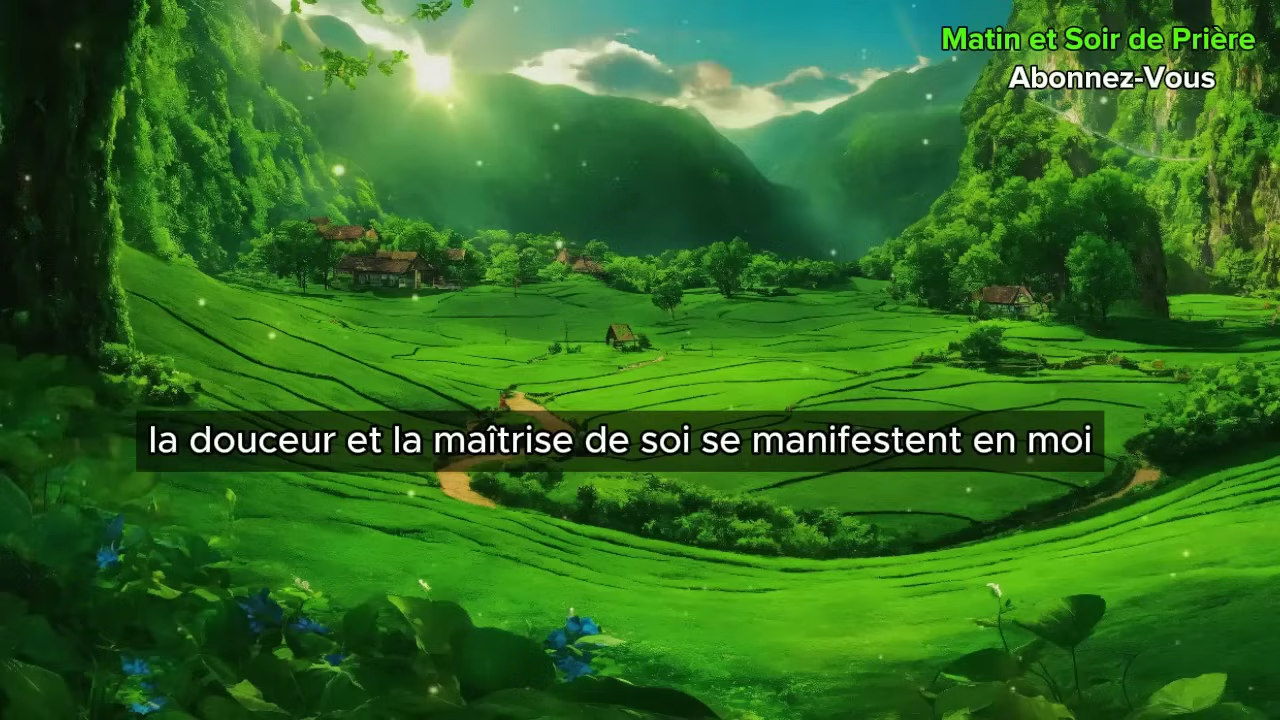 Matin et Soir de Prière
Abonnez-Vous
la douceur et la maîtrise de soi se manifestent en moi